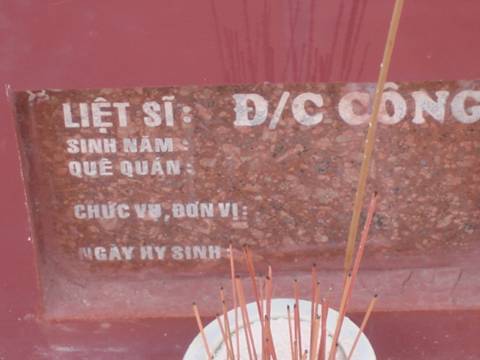 LIỆT SĨ: Đ/C CÔNG
SINH NĂM:
QUÊ QUÁN:
CHỨC VỤ, ĐƠN VỊ:
NGÀY HY SINH: